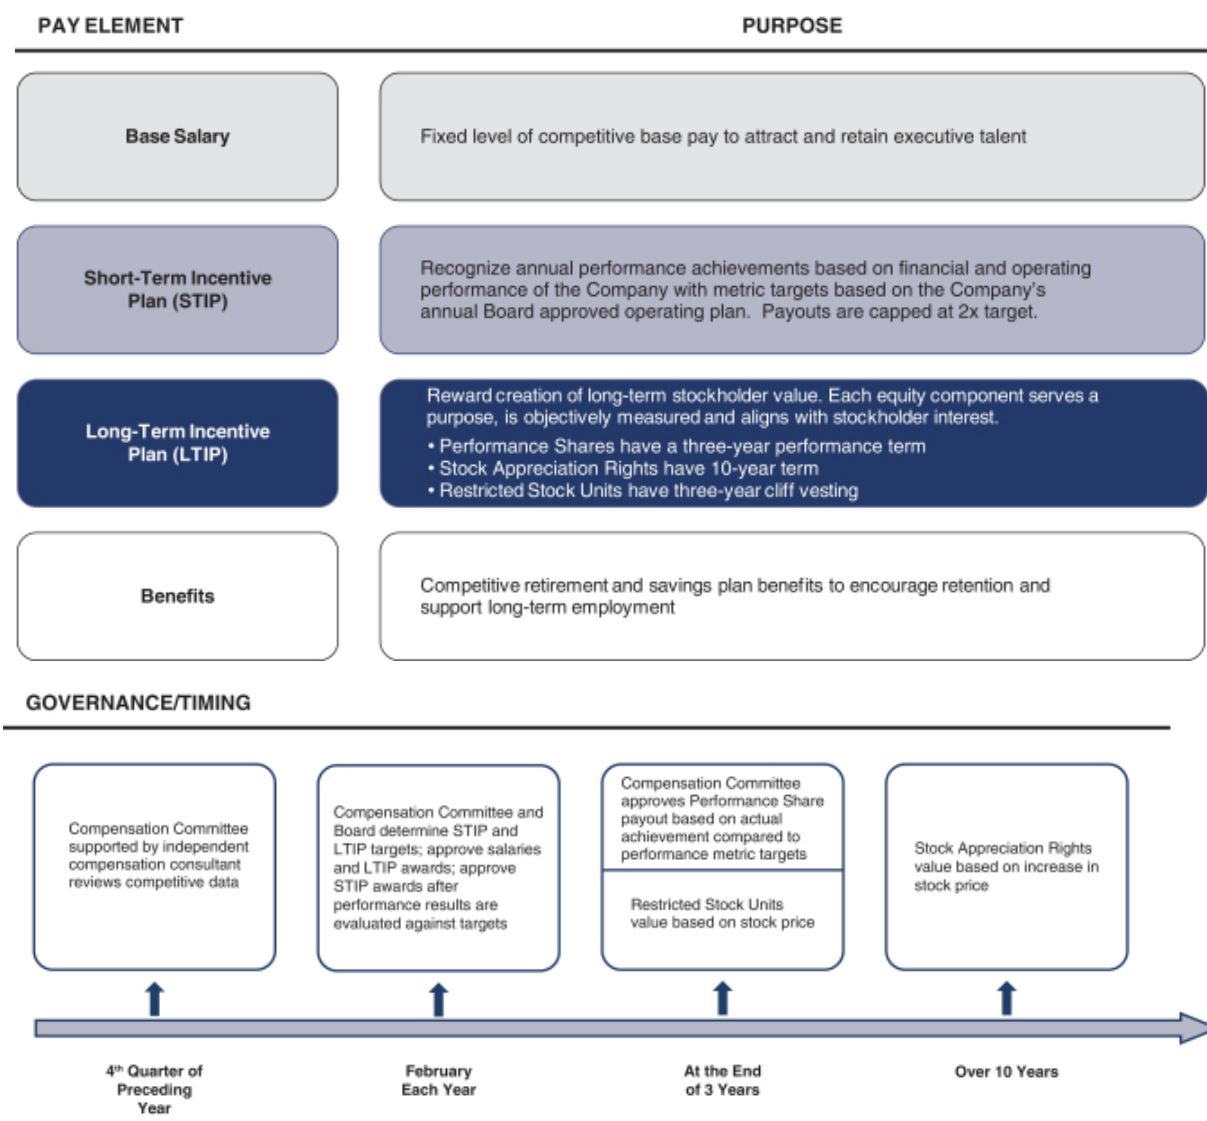 PAY ELEMENT
PURPOSE
Base Salary
Fixed level of competitive base pay to attract and retain executive talent
Short-Term Incentive
Plan (STIP)
Recognize annual performance achievements based on financial and operating
performance of the Company with metric targets based on the Company's
annual Board approved operating plan. Payouts are capped at 2x target.
Long-Term Incentive
Plan (LTIP)
Reward creation of long-term stockholder value. Each equity component serves a
purpose, is objectively measured and aligns with stockholder interest.
• Performance Shares have a three-year performance term
• Stock Appreciation Rights have 10-year term
• Restricted Stock Units have three-year cliff vesting
Benefits
Competitive retirement and savings plan benefits to encourage retention and
support long-term employment
GOVERNANCE/TIMING
Compensation Committee
supported by independent
compensation consultant
reviews competitive data
Compensation Committee and
Board determine STIP and
LTIP targets; approve salaries
and LTIP awards; approve
STIP awards after
performance results are
evaluated against targets
Compensation Committee
approves Performance Share
payout based on actual
achievement compared to
performance metric targets
Restricted Stock Units
value based on stock price
Stock Appreciation Rights
value based on increase in
stock price
4th Quarter of
Preceding
Year
February
Each Year
At the End
of 3 Years
Over 10 Years